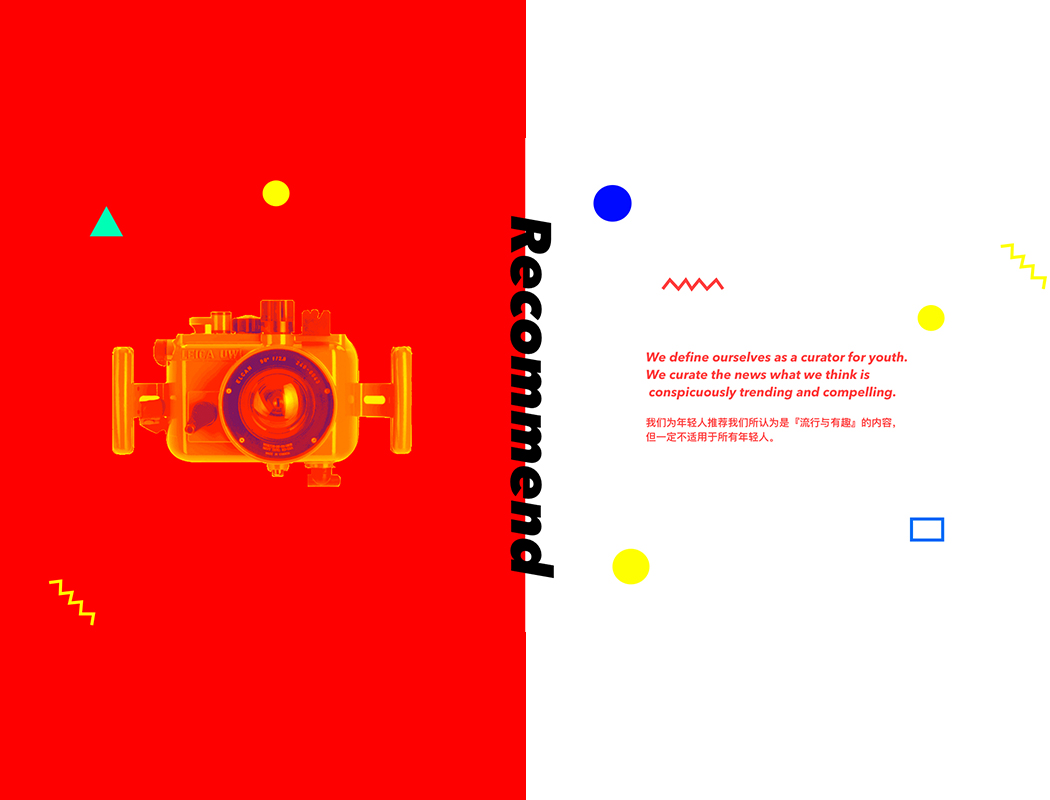 Recommend
LEICA UW
We define ourselves as a curator for youth.
We curate the news what we think is
conspicuously trending and compelling.
我们为年轻人推荐我们所认为是『流行与有趣』的内容，
但一定不适用于所有年轻人。